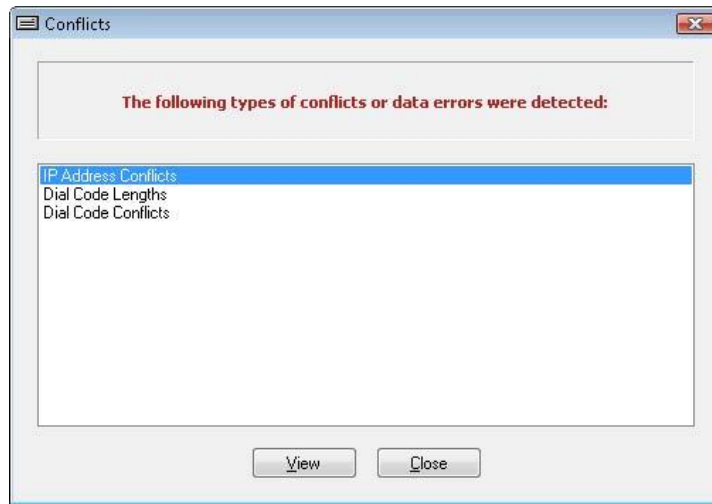 Conflicts
The following types of conflicts or data errors were detected:
IP Address Conflicts
Dial Code Lengths
Dial Code Conflicts
View Close